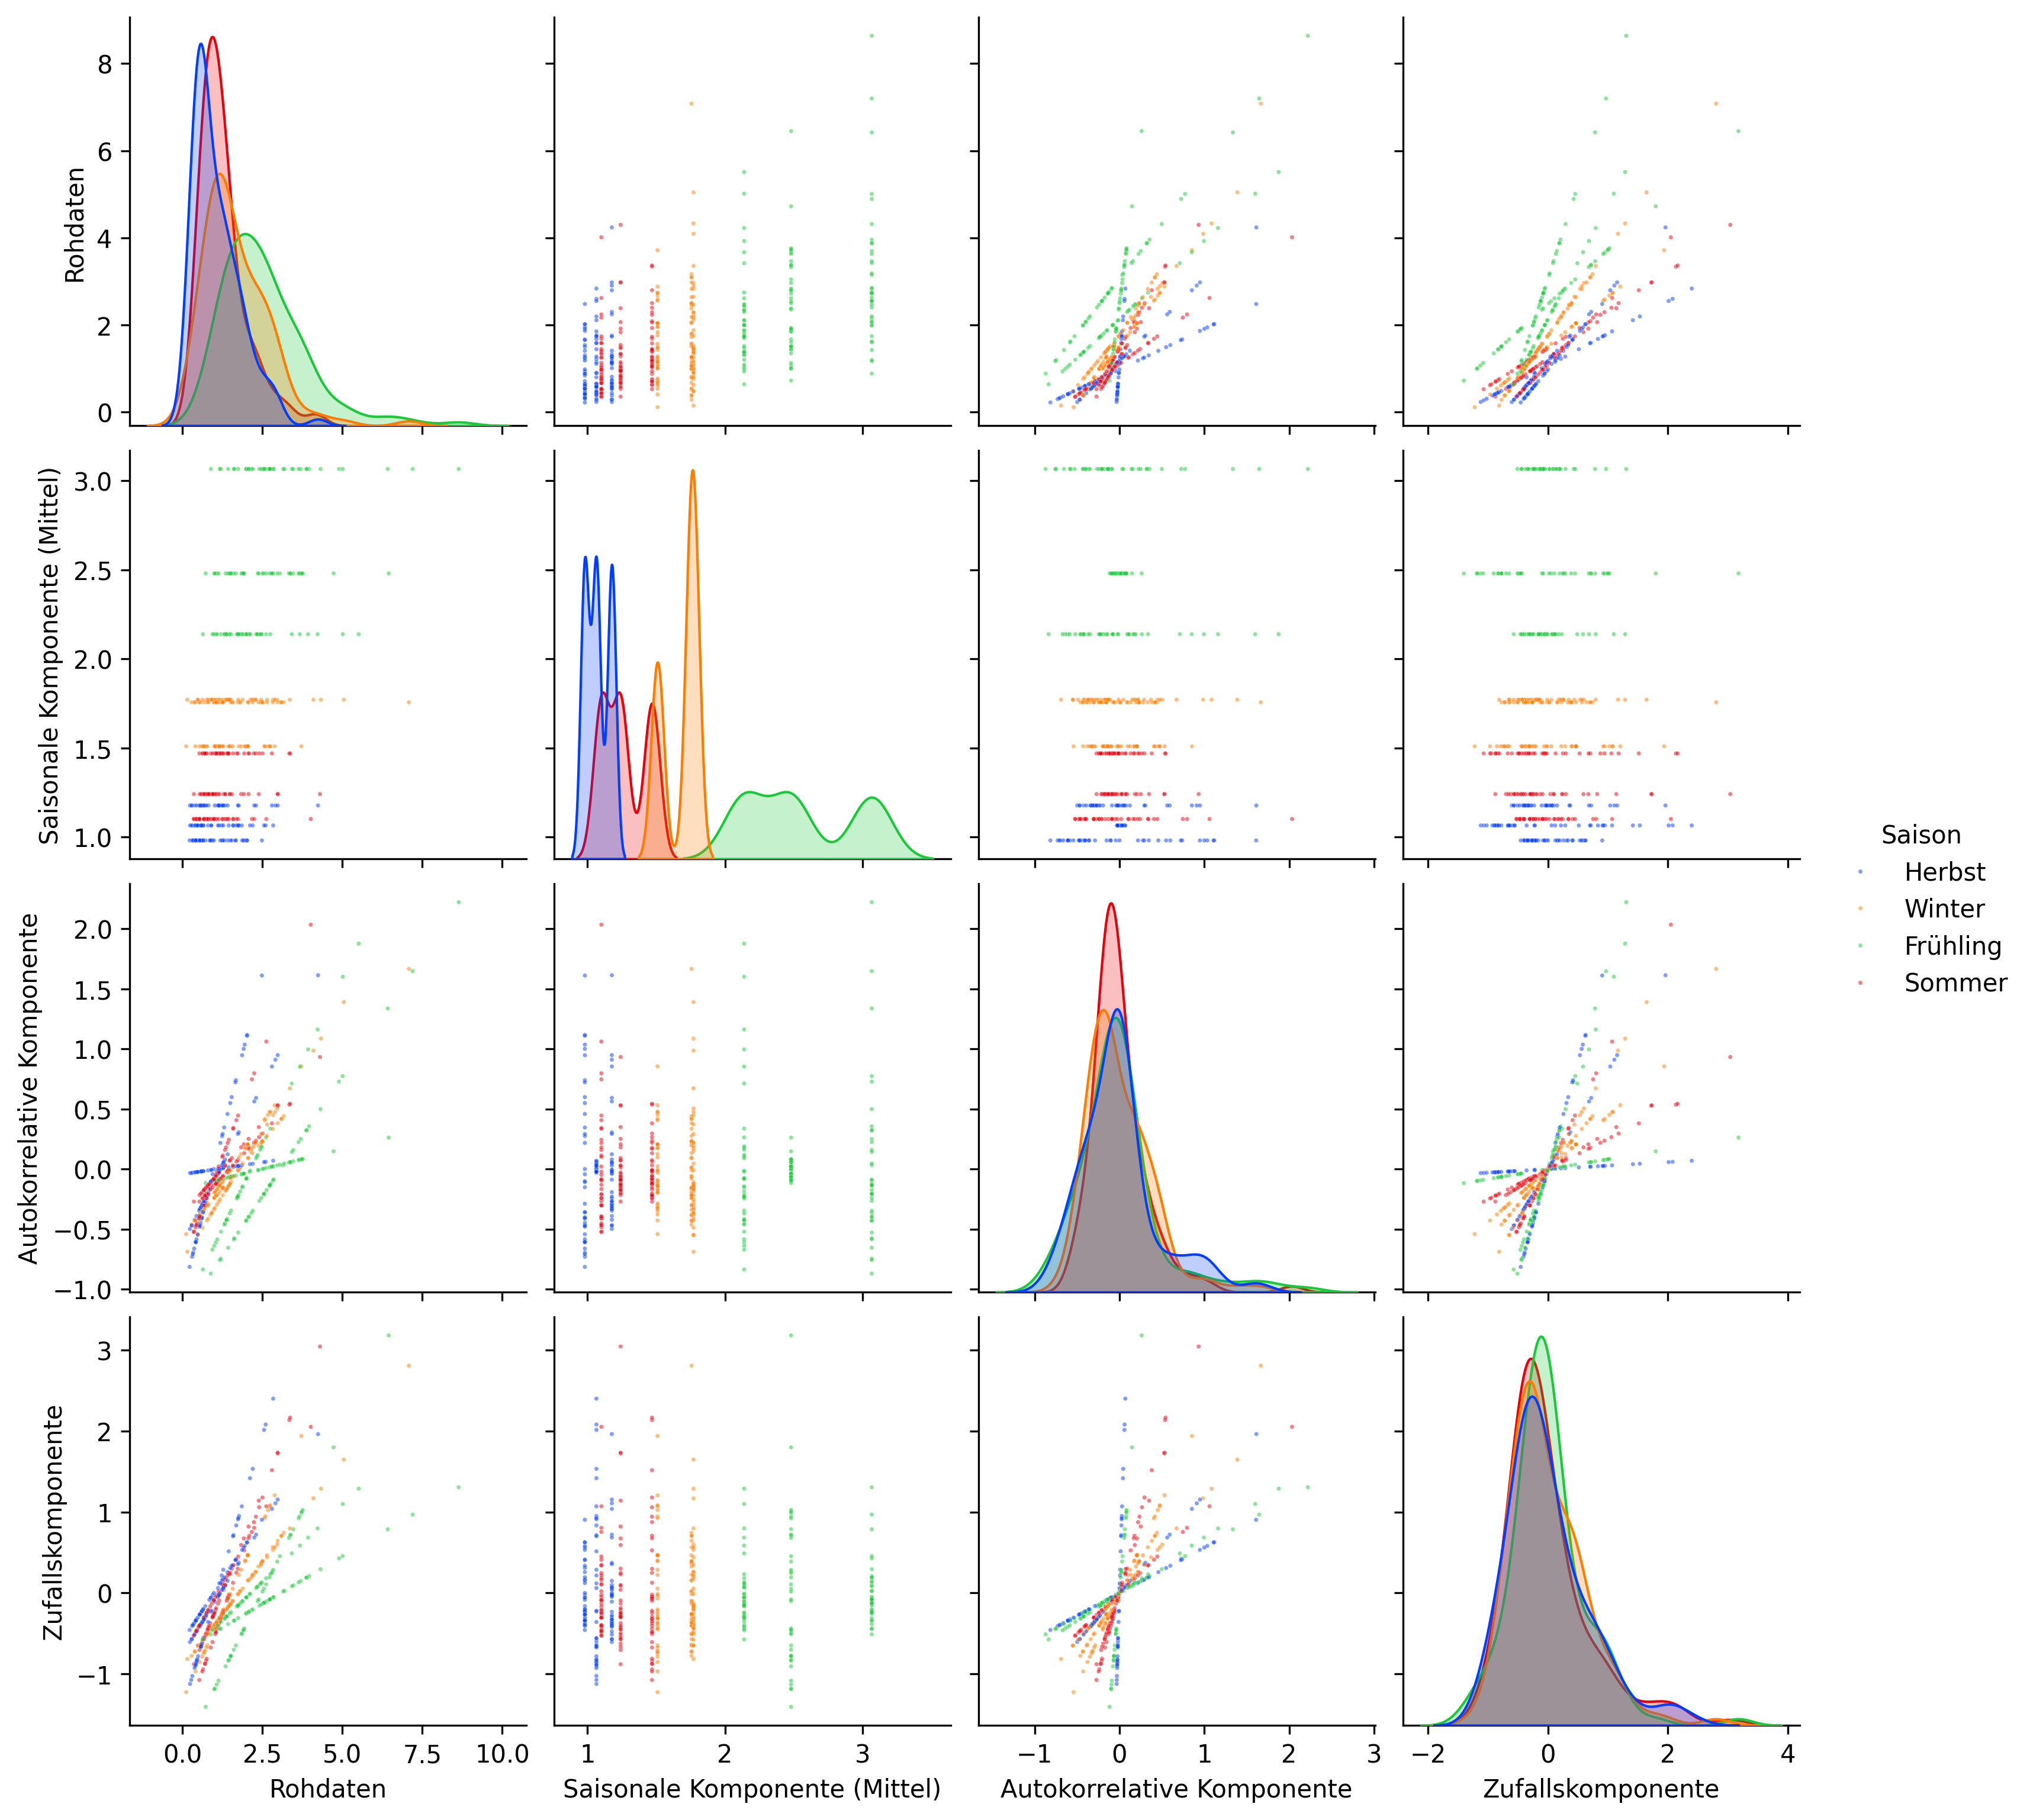 8
6
4
2
0
Rohdaten
3.0
2.5
2.0
1.5
1.0
Saisonale Komponente (Mittel)
Saison
Herbst
Winter
Frühling
Sommer
2.0
1.5
1.0
0.5
0.0
−0.5
−1.0
Autokorrelative Komponente
3
2
1
0
−1
Zufallskomponente
0.0 2.5 5.0 7.5 10.0
Rohdaten
1 2 3
Saisonale Komponente (Mittel)
−1 0 1 2 3
Autokorrelative Komponente
−2 0 2 4
Zufallskomponente